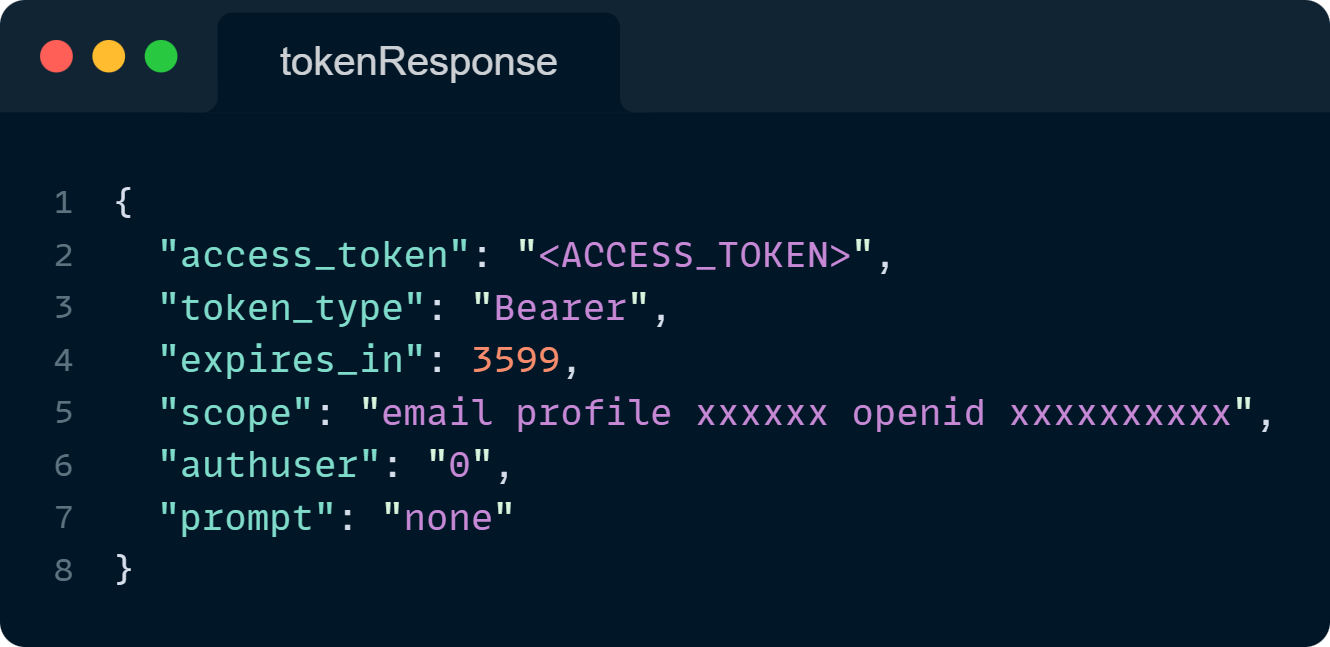 tokenResponse
1 {
2   "access_token": "<ACCESS_TOKEN>",
3   "token_type": "Bearer",
4   "expires_in": 3599,
5   "scope": "email profile xxxxxx openid xxxxxxxxxx",
6   "authuser": "0",
7   "prompt": "none"
8 }